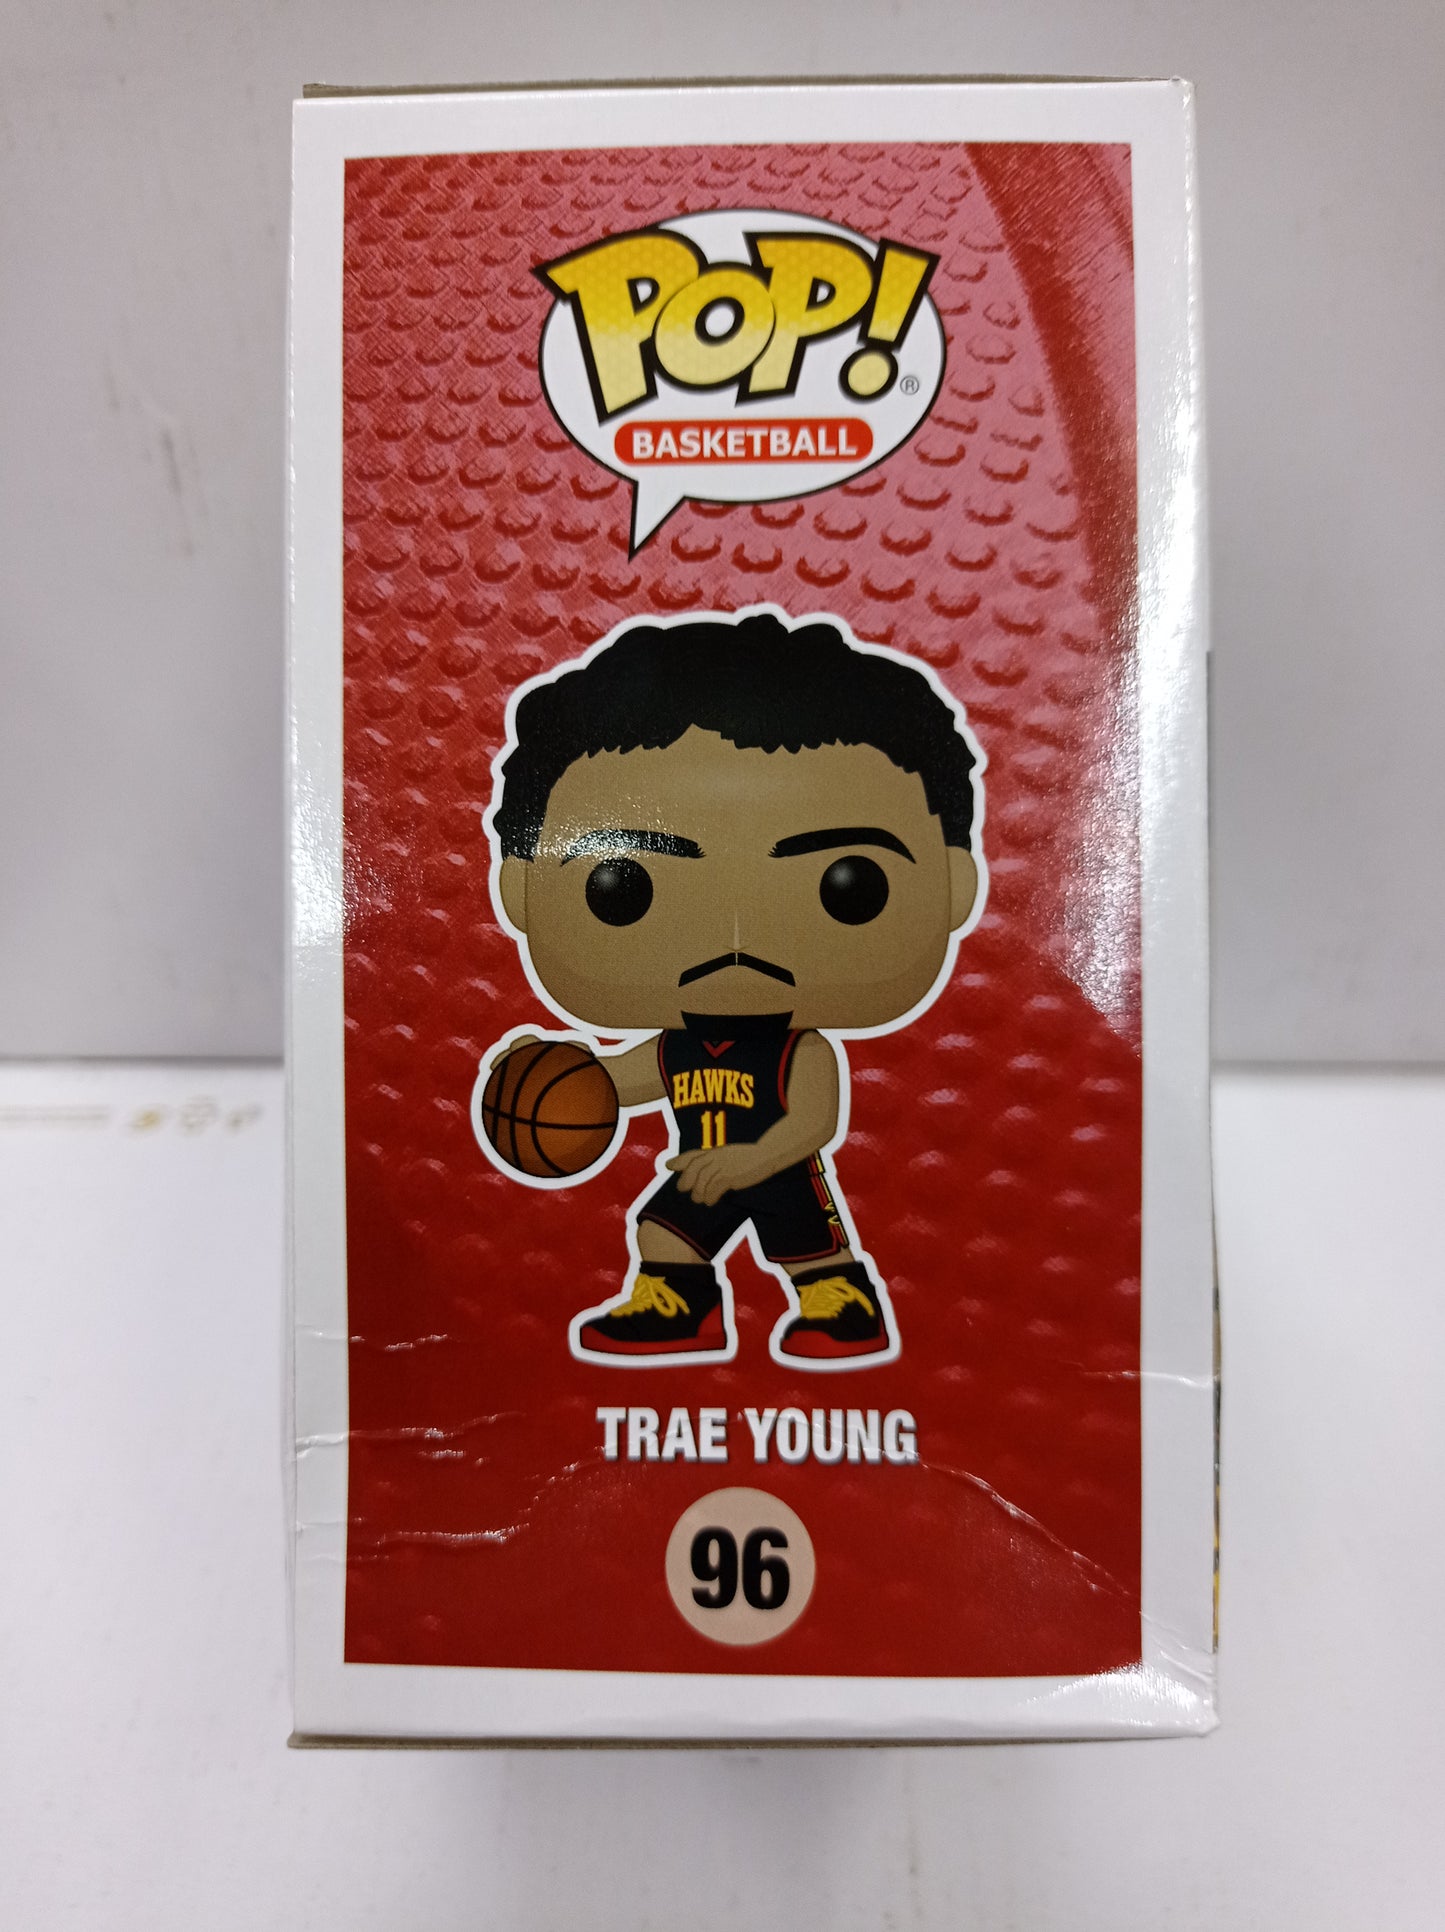 POP!®
BASKETBALL
HAWKS
11
TRAE YOUNG
96